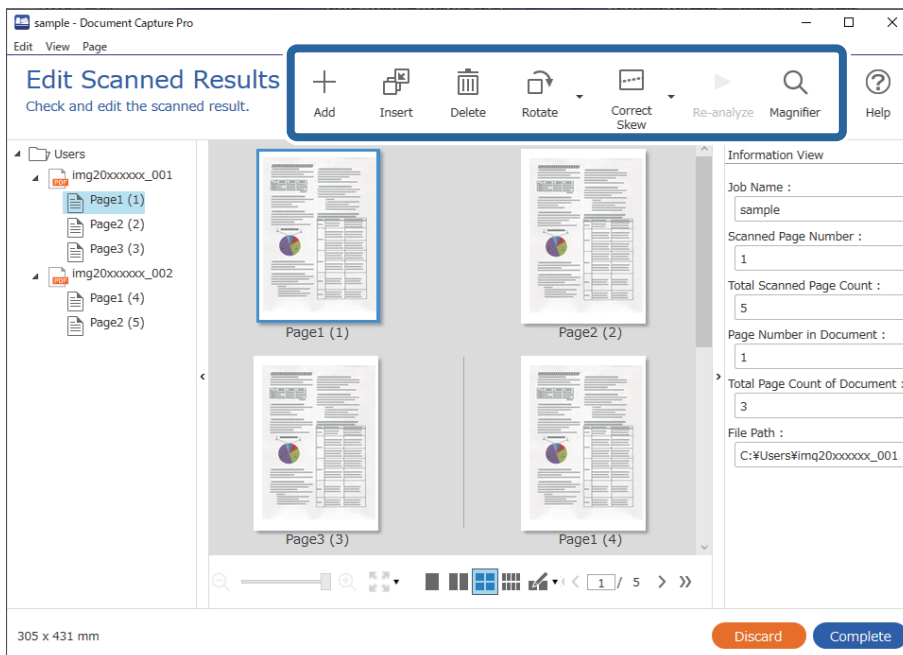 sample - Document Capture Pro
Edit View Page
Edit Scanned Results
Check and edit the scanned result.
Add
Insert
Delete
Rotate
Correct
Skew
Re-analyze
Magnifier
Help
Users
img20xxxxxx_001
PDF
Page1 (1)
Page2 (2)
Page3 (3)
img20xxxxxx_002
PDF
Page1 (4)
Page2 (5)
Page1 (1)
Page2 (2)
Page3 (3)
Page1 (4)
1 / 5
Information View
Job Name :
sample
Scanned Page Number :
1
Total Scanned Page Count :
5
Page Number in Document :
1
Total Page Count of Document :
3
File Path :
C:¥Users¥img20xxxxxx_001
305 x 431 mm
Discard
Complete